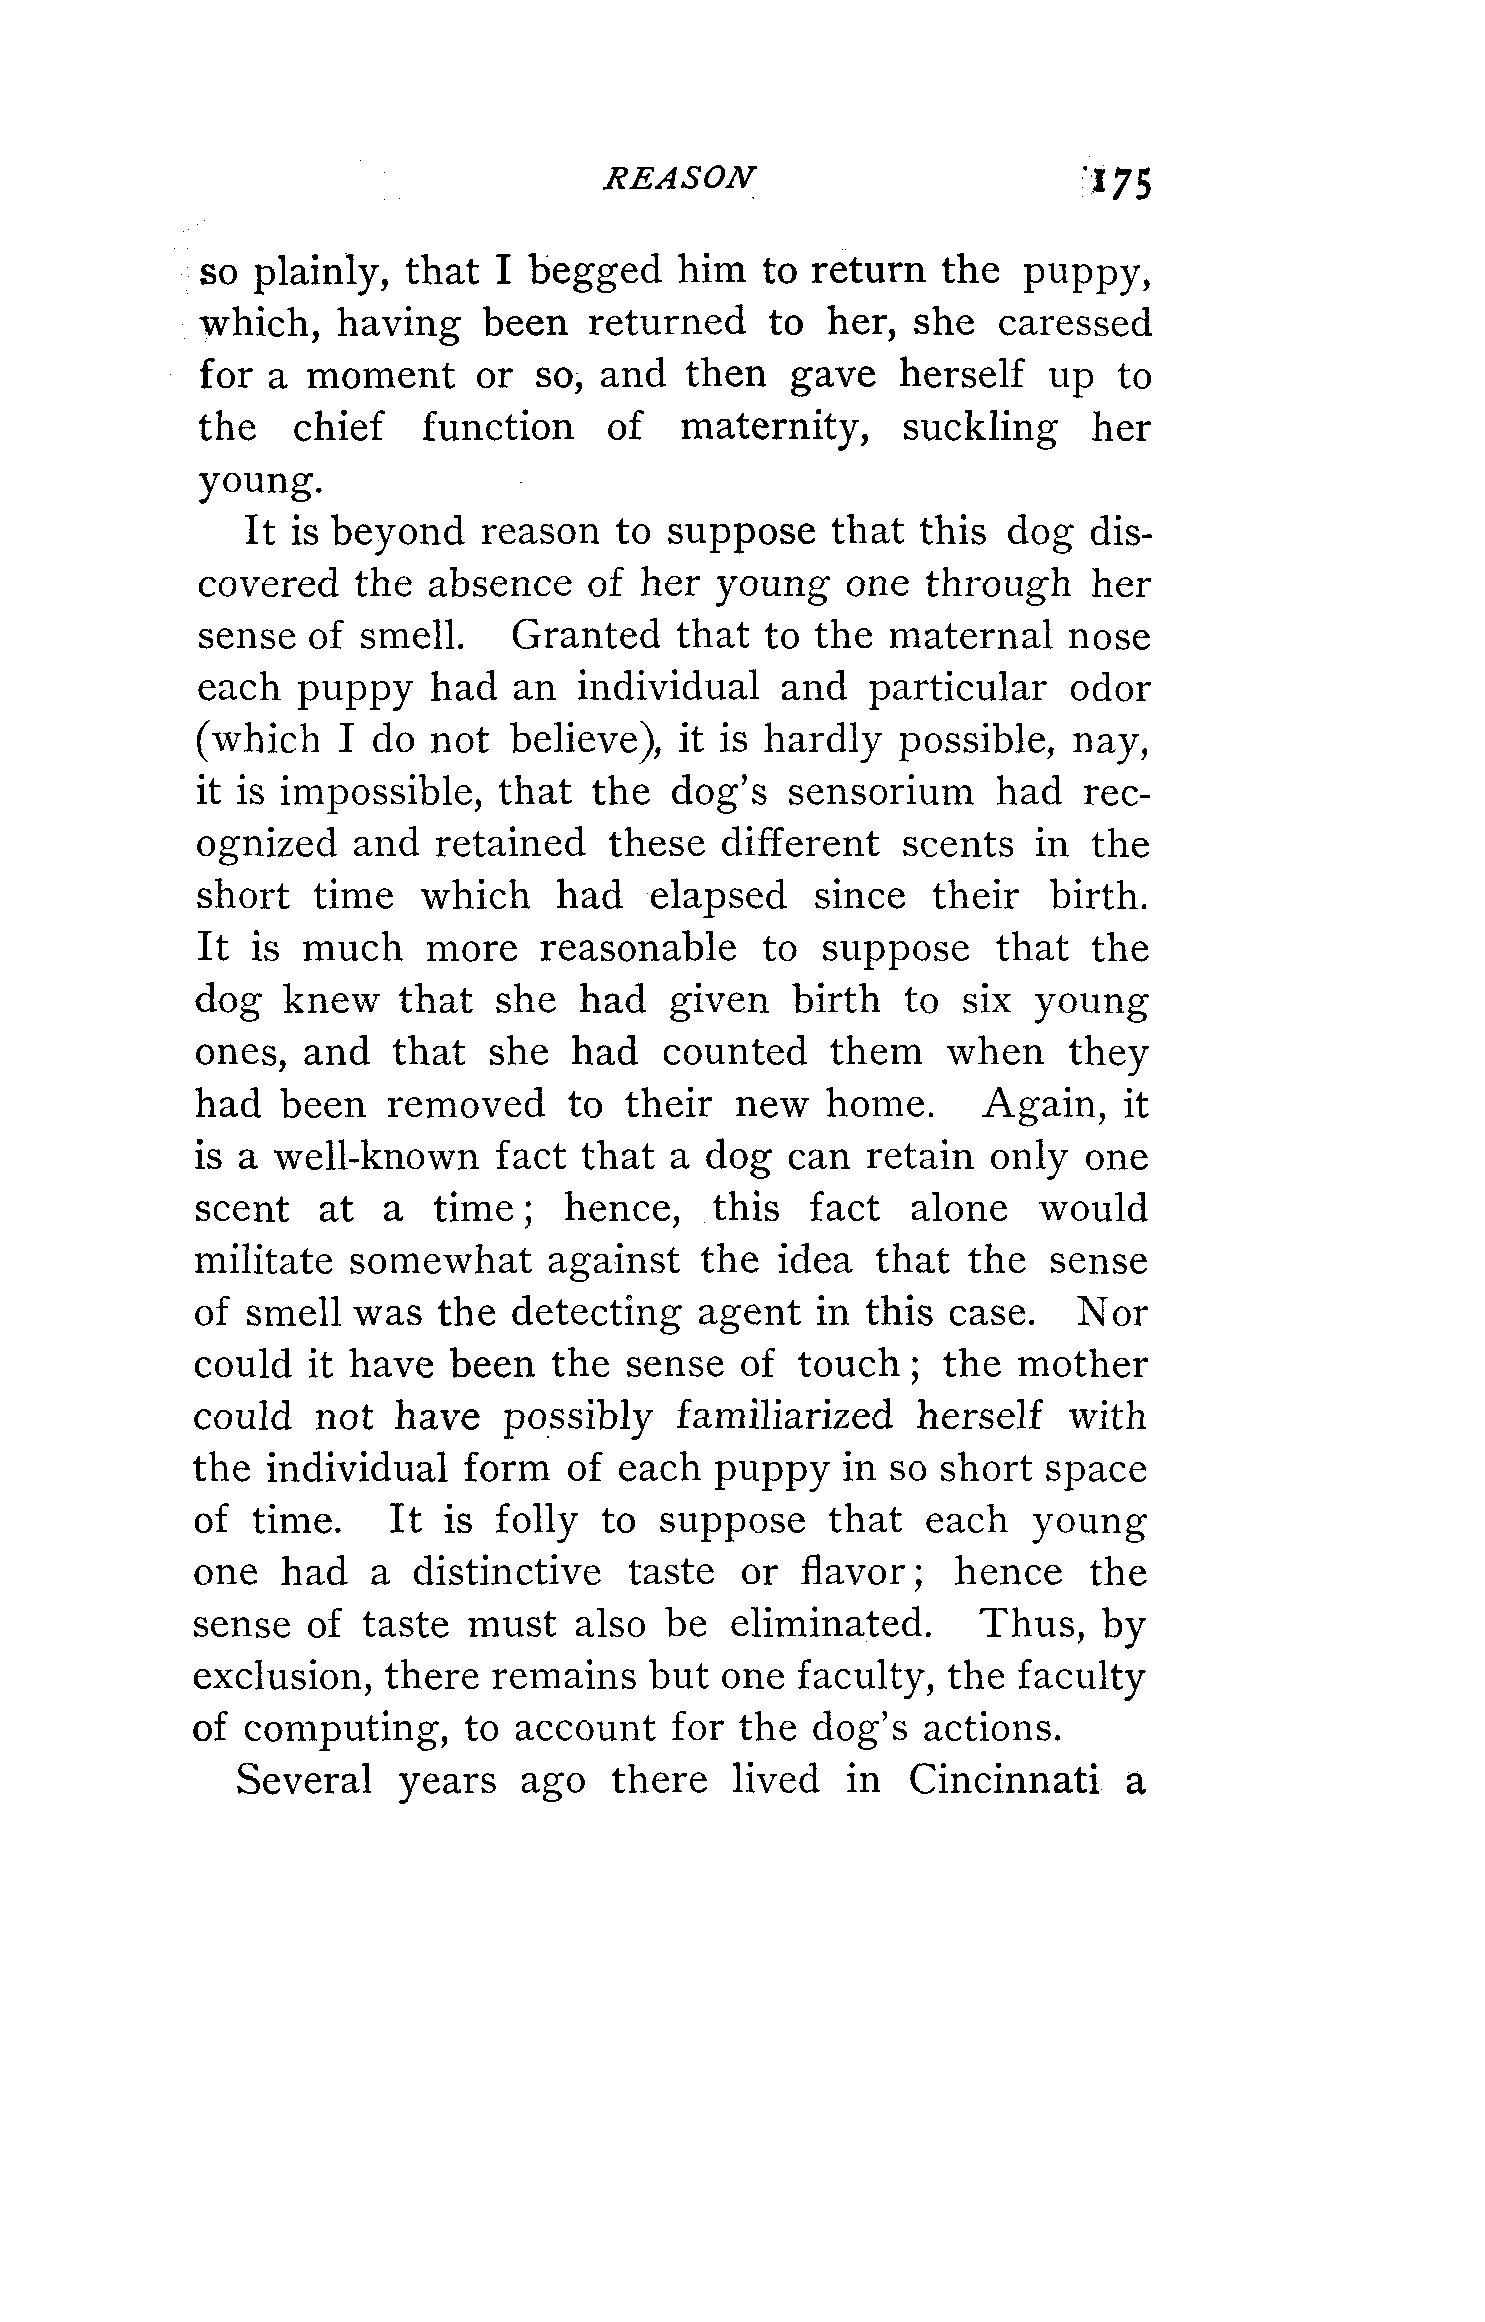 REASON 175
so plainly, that I begged him to return the puppy,
which, having been returned to her, she caressed
for a moment or so, and then gave herself up to
the chief function of maternity, suckling her
young.
It is beyond reason to suppose that this dog dis-
covered the absence of her young one through her
sense of smell. Granted that to the maternal nose
each puppy had an individual and particular odor
(which I do not believe), it is hardly possible, nay,
it is impossible, that the dog's sensorium had rec-
ognized and retained these different scents in the
short time which had elapsed since their birth.
It is much more reasonable to suppose that the
dog knew that she had given birth to six young
ones, and that she had counted them when they
had been removed to their new home. Again, it
is a well-known fact that a dog can retain only one
scent at a time; hence, this fact alone would
militate somewhat against the idea that the sense
of smell was the detecting agent in this case. Nor
could it have been the sense of touch; the mother
could not have possibly familiarized herself with
the individual form of each puppy in so short space
of time. It is folly to suppose that each young
one had a distinctive taste or flavor; hence the
sense of taste must also be eliminated. Thus, by
exclusion, there remains but one faculty, the faculty
of computing, to account for the dog's actions.
Several years ago there lived in Cincinnati a